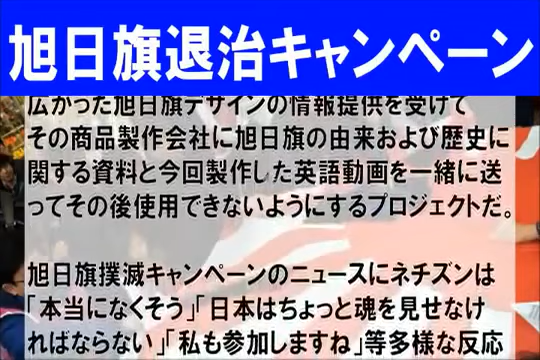 旭日旗退治キャンペーン
広がった旭日旗デザインの情報提供を受けて
その商品製作会社に旭日旗の由来および歴史に
関する資料と今回製作した英語動画を一緒に送
ってその後使用できないようにするプロジェクトだ。
旭日旗撲滅キャンペーンのニュースにネチズンは
「本当になくそう」「日本はちょっと魂を見せなけ
ればならない」「私も参加しますね」等多様な反応